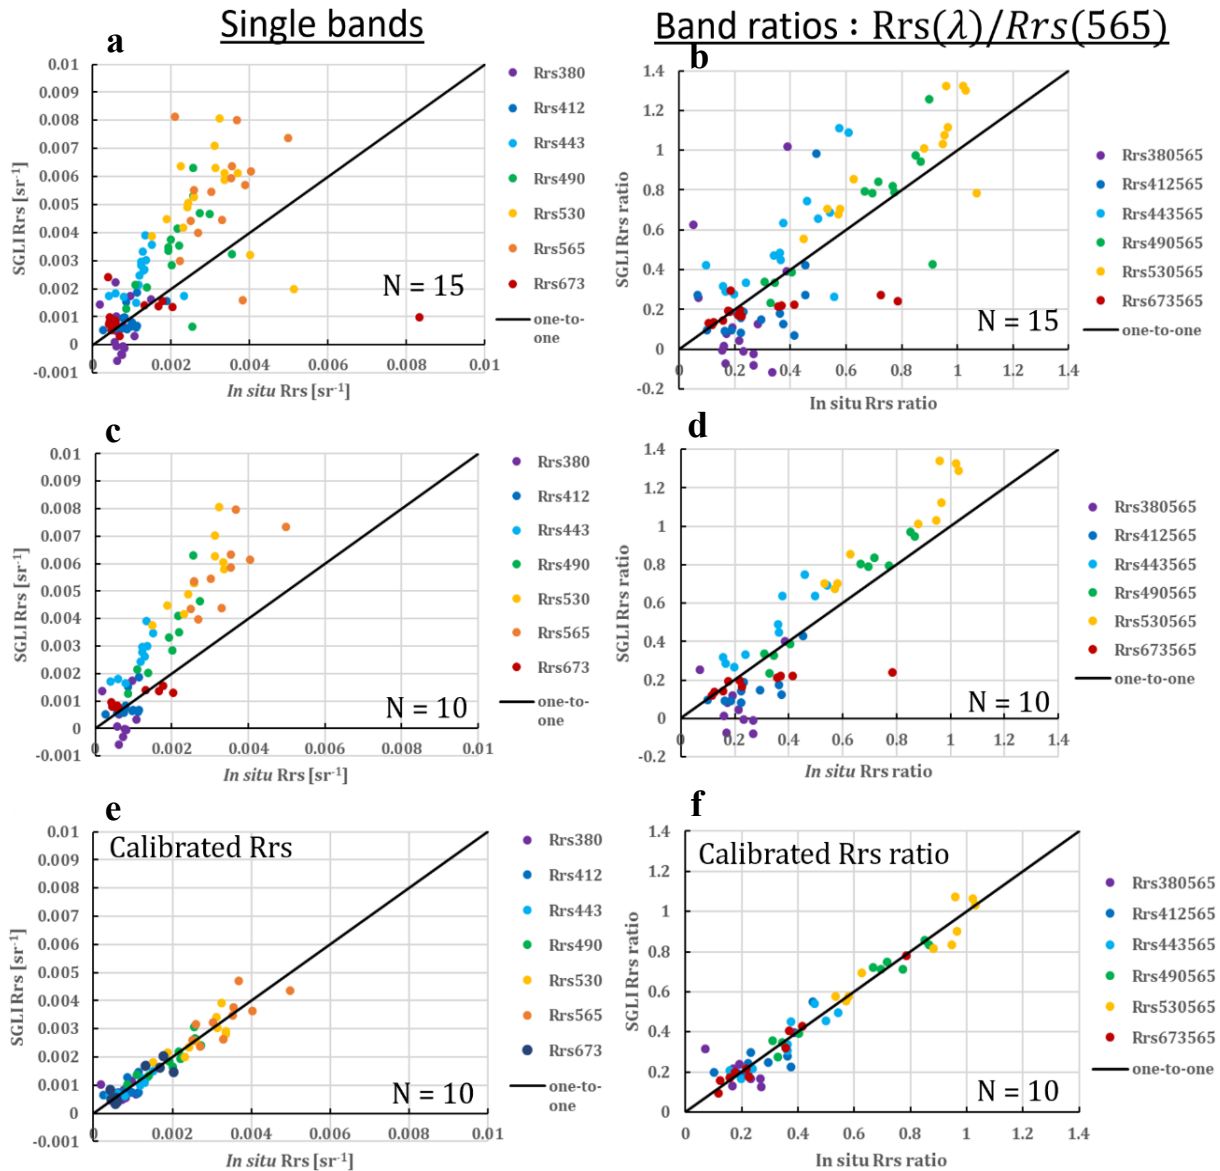 Single bands
Band ratios : Rrs(λ)/Rrs(565)
a
0.01
0.009
0.008
0.007
0.006
0.005
0.004
0.003
0.002
0.001
0
-0.001
SGLI Rrs [sr-1]
0 0.002 0.004 0.006 0.008 0.01
In situ Rrs [sr-1]
N = 15
Rrs380
Rrs412
Rrs443
Rrs490
Rrs530
Rrs565
Rrs673
one-to-
one
b
1.4
1.2
1
0.8
0.6
0.4
0.2
0
-0.2
SGLI Rrs ratio
0 0.2 0.4 0.6 0.8 1 1.2 1.4
In situ Rrs ratio
N = 15
Rrs380565
Rrs412565
Rrs443565
Rrs490565
Rrs530565
Rrs673565
one-to-one
c
0.01
0.009
0.008
0.007
0.006
0.005
0.004
0.003
0.002
0.001
0
-0.001
SGLI Rrs [sr-1]
0 0.002 0.004 0.006 0.008 0.01
In situ Rrs [sr-1]
N = 10
Rrs380
Rrs412
Rrs443
Rrs490
Rrs530
Rrs565
Rrs673
one-to-
one
d
1.4
1.2
1
0.8
0.6
0.4
0.2
0
-0.2
SGLI Rrs ratio
0 0.2 0.4 0.6 0.8 1 1.2 1.4
In situ Rrs ratio
N = 10
Rrs380565
Rrs412565
Rrs443565
Rrs490565
Rrs530565
Rrs673565
one-to-one
e
Calibrated Rrs
0.01
0.009
0.008
0.007
0.006
0.005
0.004
0.003
0.002
0.001
0
-0.001
SGLI Rrs [sr-1]
0 0.002 0.004 0.006 0.008 0.01
In situ Rrs [sr-1]
N = 10
Rrs380
Rrs412
Rrs443
Rrs490
Rrs530
Rrs565
Rrs673
one-to-
one
f
Calibrated Rrs ratio
1.4
1.2
1
0.8
0.6
0.4
0.2
0
SGLI Rrs ratio
0 0.2 0.4 0.6 0.8 1 1.2 1.4
In situ Rrs ratio
N = 10
Rrs380565
Rrs412565
Rrs443565
Rrs490565
Rrs530565
Rrs673565
one-to-one